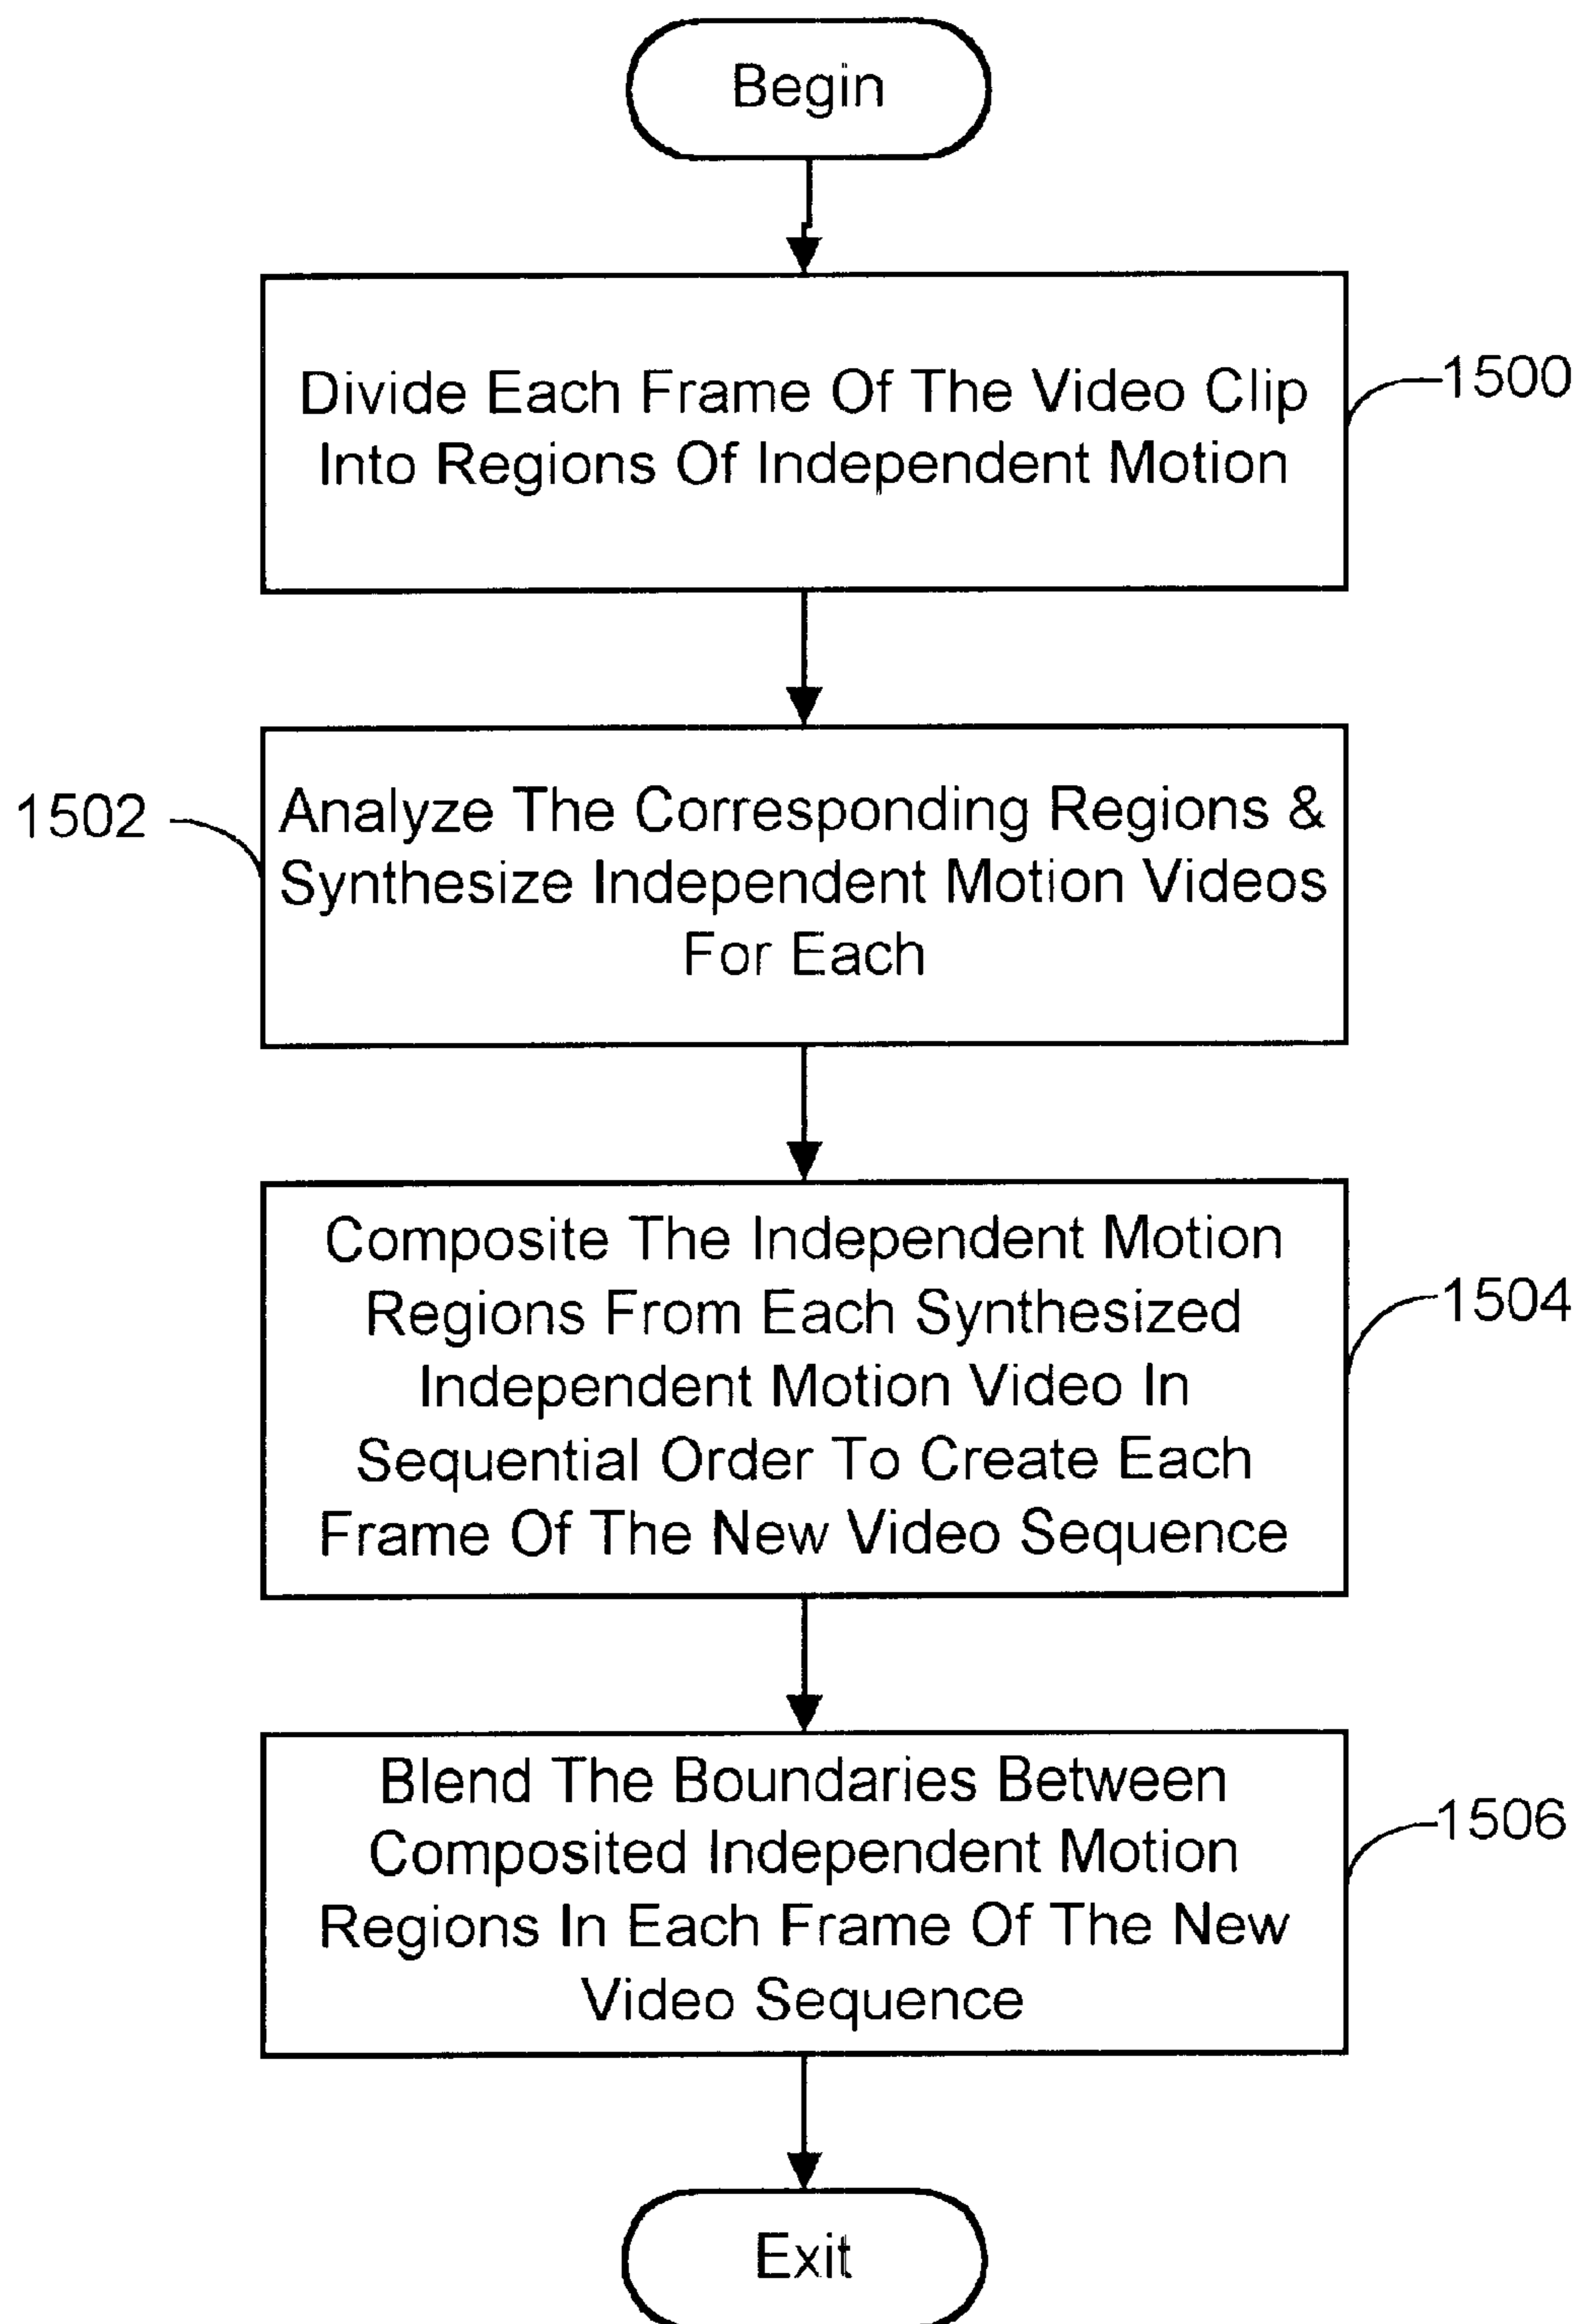 Begin
Divide Each Frame Of The Video Clip
Into Regions Of Independent Motion
1500
1502
Analyze The Corresponding Regions &
Synthesize Independent Motion Videos
For Each
Composite The Independent Motion
Regions From Each Synthesized
Independent Motion Video In
Sequential Order To Create Each
Frame Of The New Video Sequence
1504
Blend The Boundaries Between
Composited Independent Motion
Regions In Each Frame Of The New
Video Sequence
1506
Exit